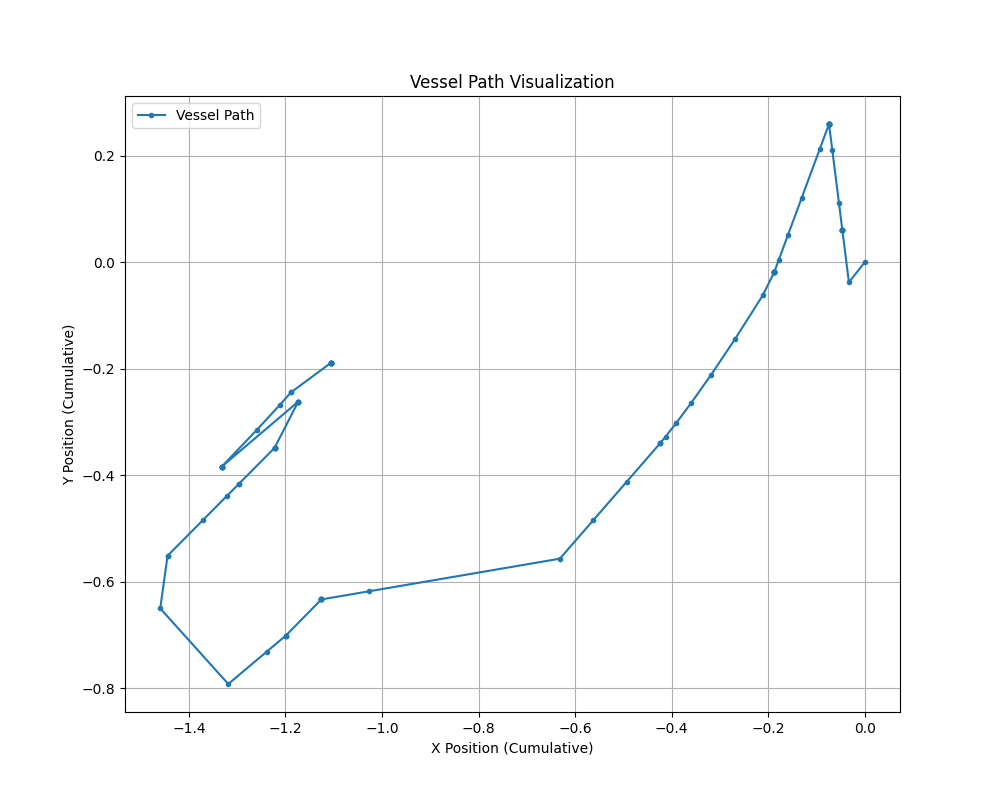 Vessel Path Visualization
Vessel Path
0.2
0.0
−0.2
−0.4
−0.6
−0.8
Y Position (Cumulative)
−1.4 −1.2 −1.0 −0.8 −0.6 −0.4 −0.2 0.0
X Position (Cumulative)